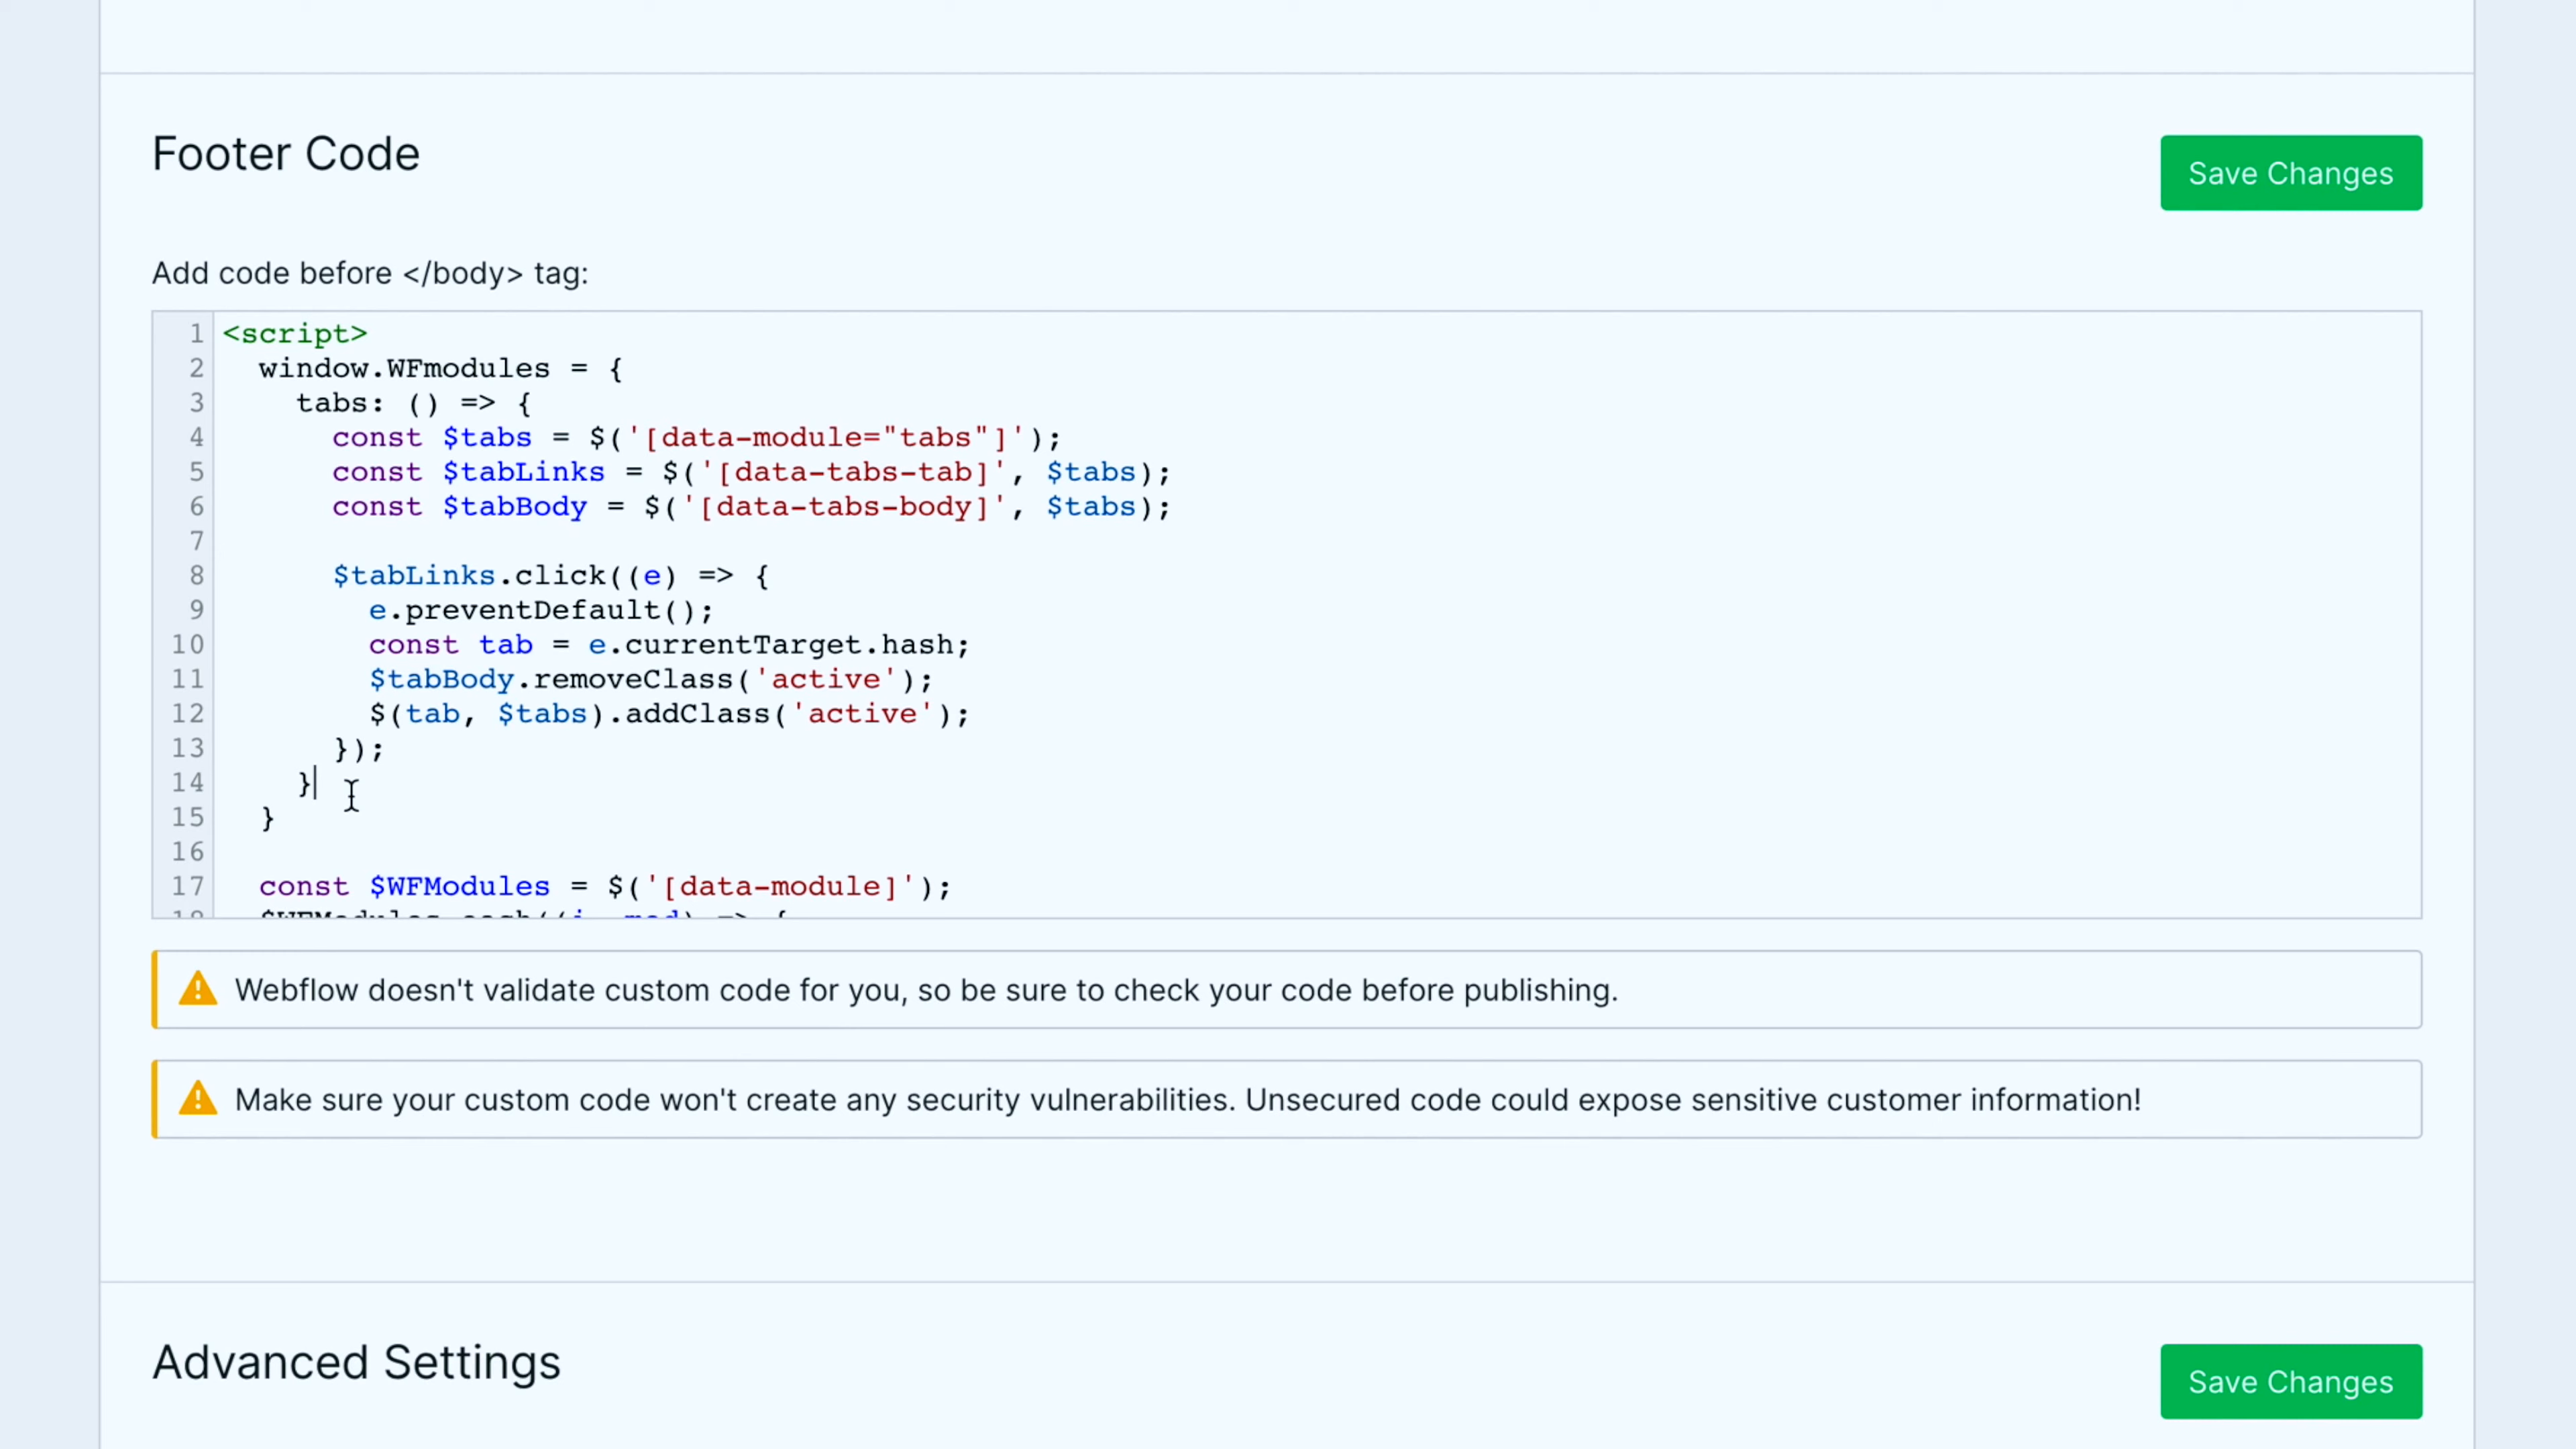 Footer Code
Save Changes
Add code before </body> tag:
1 <script>
2   window.WFmodules = {
3     tabs: () => {
4       const $tabs = $('[data-module="tabs"]');
5       const $tabLinks = $('[data-tabs-tab]', $tabs);
6       const $tabBody = $('[data-tabs-body]', $tabs);
7
8       $tabLinks.click((e) => {
9         e.preventDefault();
10         const tab = e.currentTarget.hash;
11         $tabBody.removeClass('active');
12         $(tab, $tabs).addClass('active');
13       });
14     }
15   }
16
17   const $WFModules = $('[data-module]');
18   $WFModules.each((i, mod) => {
Webflow doesn't validate custom code for you, so be sure to check your code before publishing.
Make sure your custom code won't create any security vulnerabilities. Unsecured code could expose sensitive customer information!
Advanced Settings
Save Changes